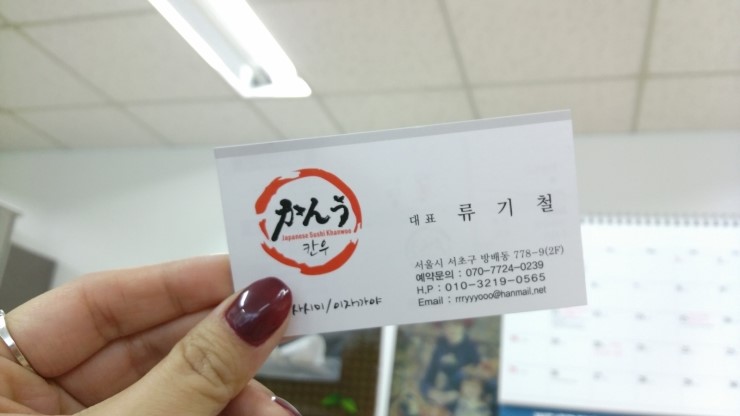 かんう
Japanese Sushi Khanwoo
칸우
사시미/이자카야
대표 류 기 철
서울시 서초구 방배동 778-9(2F)
예약문의 : 070-7724-0239
H.P : 010-3219-0565
Email : rrryyyooo@hanmail.net